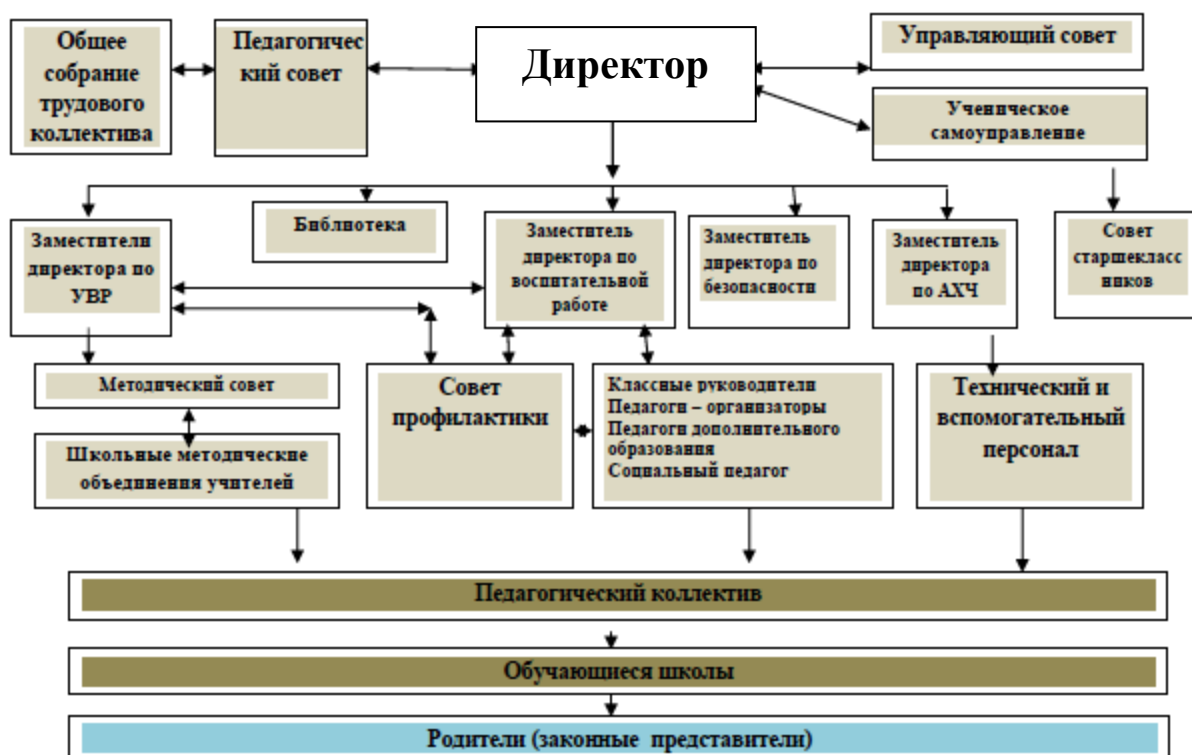 Общее
собрание
трудового
коллектива
Педагогичес
кий совет
Директор
Управляющий совет
Ученическое
самоуправление
Заместители
директора по
УВР
Библиотека
Заместитель
директора по
воспитательной
работе
Заместитель
директора по
безопасности
Заместитель
директора
по АХЧ
Совет
старшекласс
ников
Методический совет
Школьные методические
объединения учителей
Совет
профилактики
Классные руководители
Педагоги – организаторы
Педагоги дополнительного
образования
Социальный педагог
Технический и
вспомогательный
персонал
Педагогический коллектив
Обучающиеся школы
Родители (законные представители)